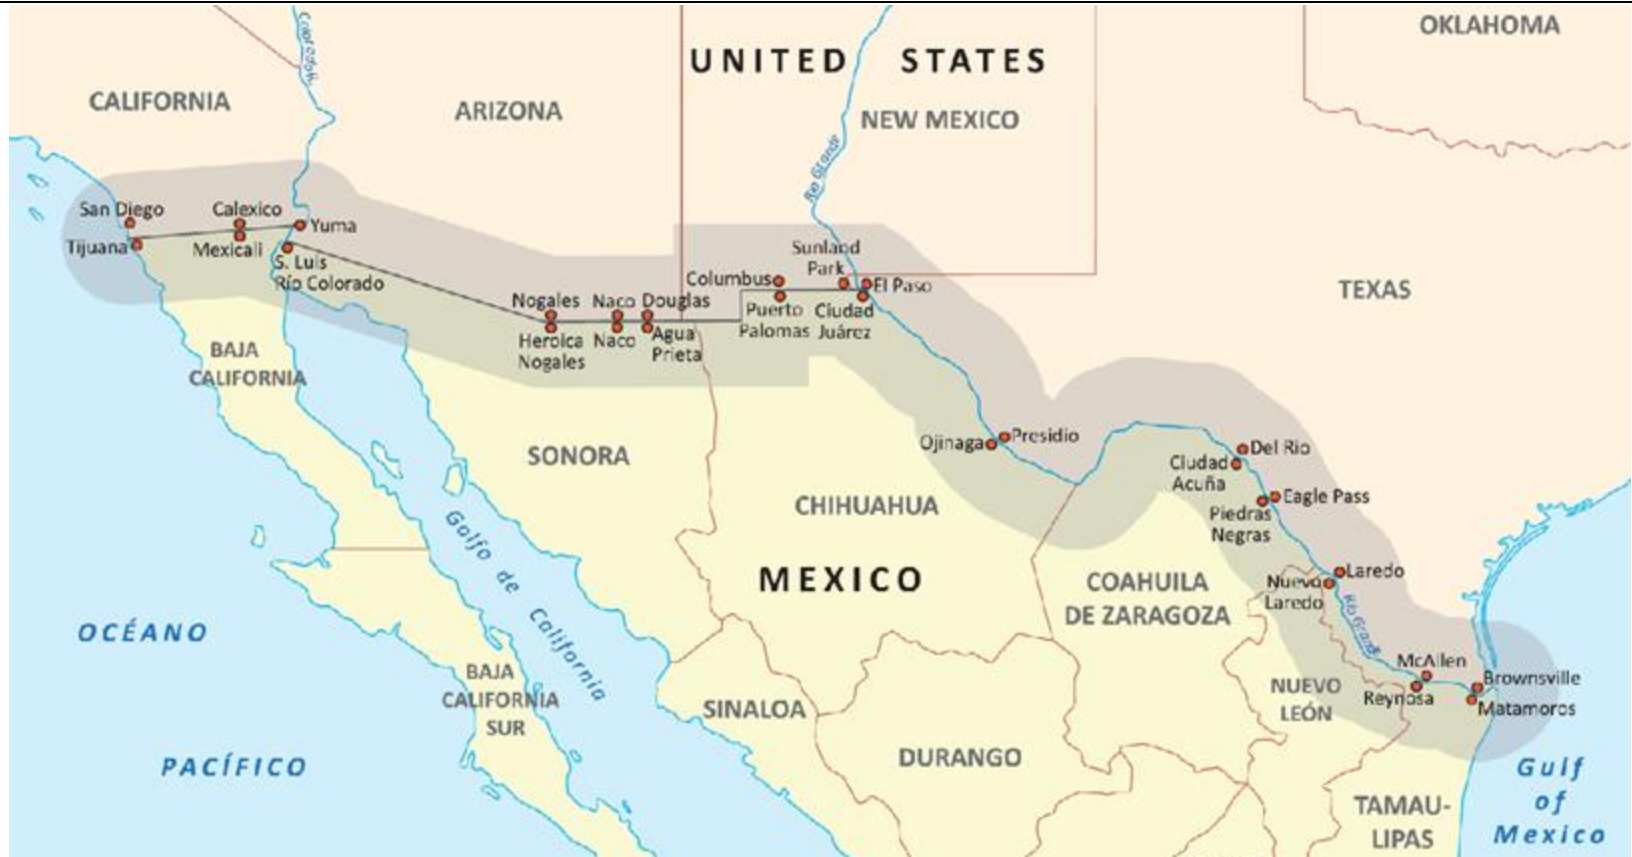 Colorado
OKLAHOMA
UNITED STATES
CALIFORNIA
ARIZONA
NEW MEXICO
Rio Grande
San Diego
Calexico
Yuma
Tijuana
Mexicali
S. Luis
Río Colorado
Sunland
Park
Columbus
El Paso
TEXAS
Nogales
Naco
Douglas
Puerto
Palomas
Ciudad
Juárez
Heroica
Nogales
Naco
Agua
Prieta
BAJA
CALIFORNIA
SONORA
Ojinaga
Presidio
Del Rio
Ciudad
Acuña
Eagle Pass
Piedras
Negras
CHIHUAHUA
Golfo de California
MEXICO
COAHUILA
DE ZARAGOZA
Nuevo
Laredo
Laredo
Río Grande
OCÉANO
PACÍFICO
BAJA
CALIFORNIA
SUR
SINALOA
DURANGO
NUEVO
LEÓN
McAllen
Reynosa
Brownsville
Matamoros
TAMAU-
LIPAS
Gulf
of
Mexico